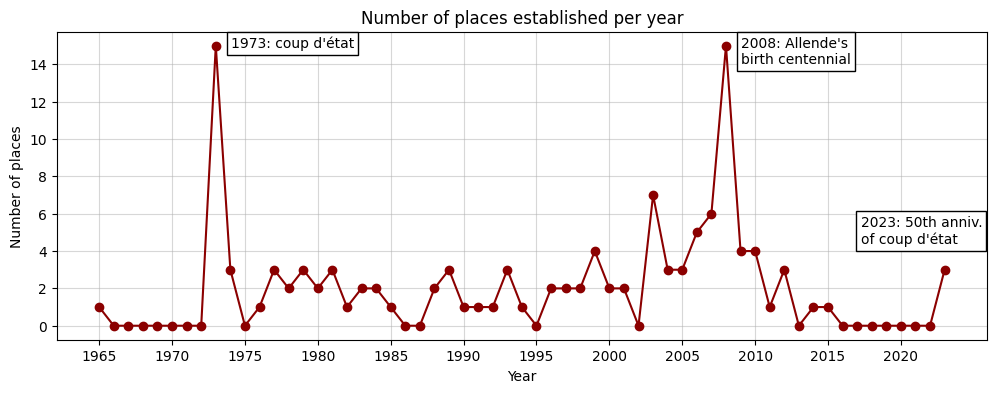 Number of places established per year
1973: coup d'état
2008: Allende's
birth centennial
2023: 50th anniv.
of coup d'état
Number of places
14
12
10
8
6
4
2
0
1965 1970 1975 1980 1985 1990 1995 2000 2005 2010 2015 2020
Year